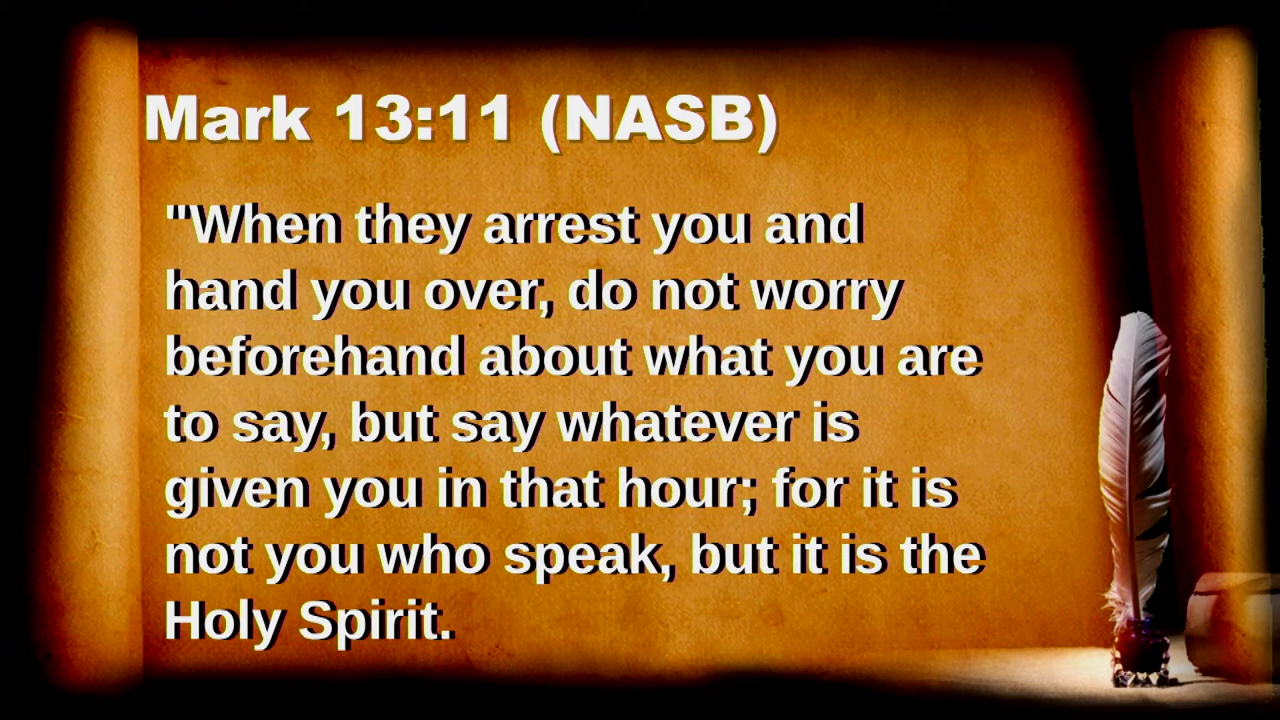 Mark 13:11 (NASB)
"When they arrest you and
hand you over, do not worry
beforehand about what you are
to say, but say whatever is
given you in that hour; for it is
not you who speak, but it is the
Holy Spirit.